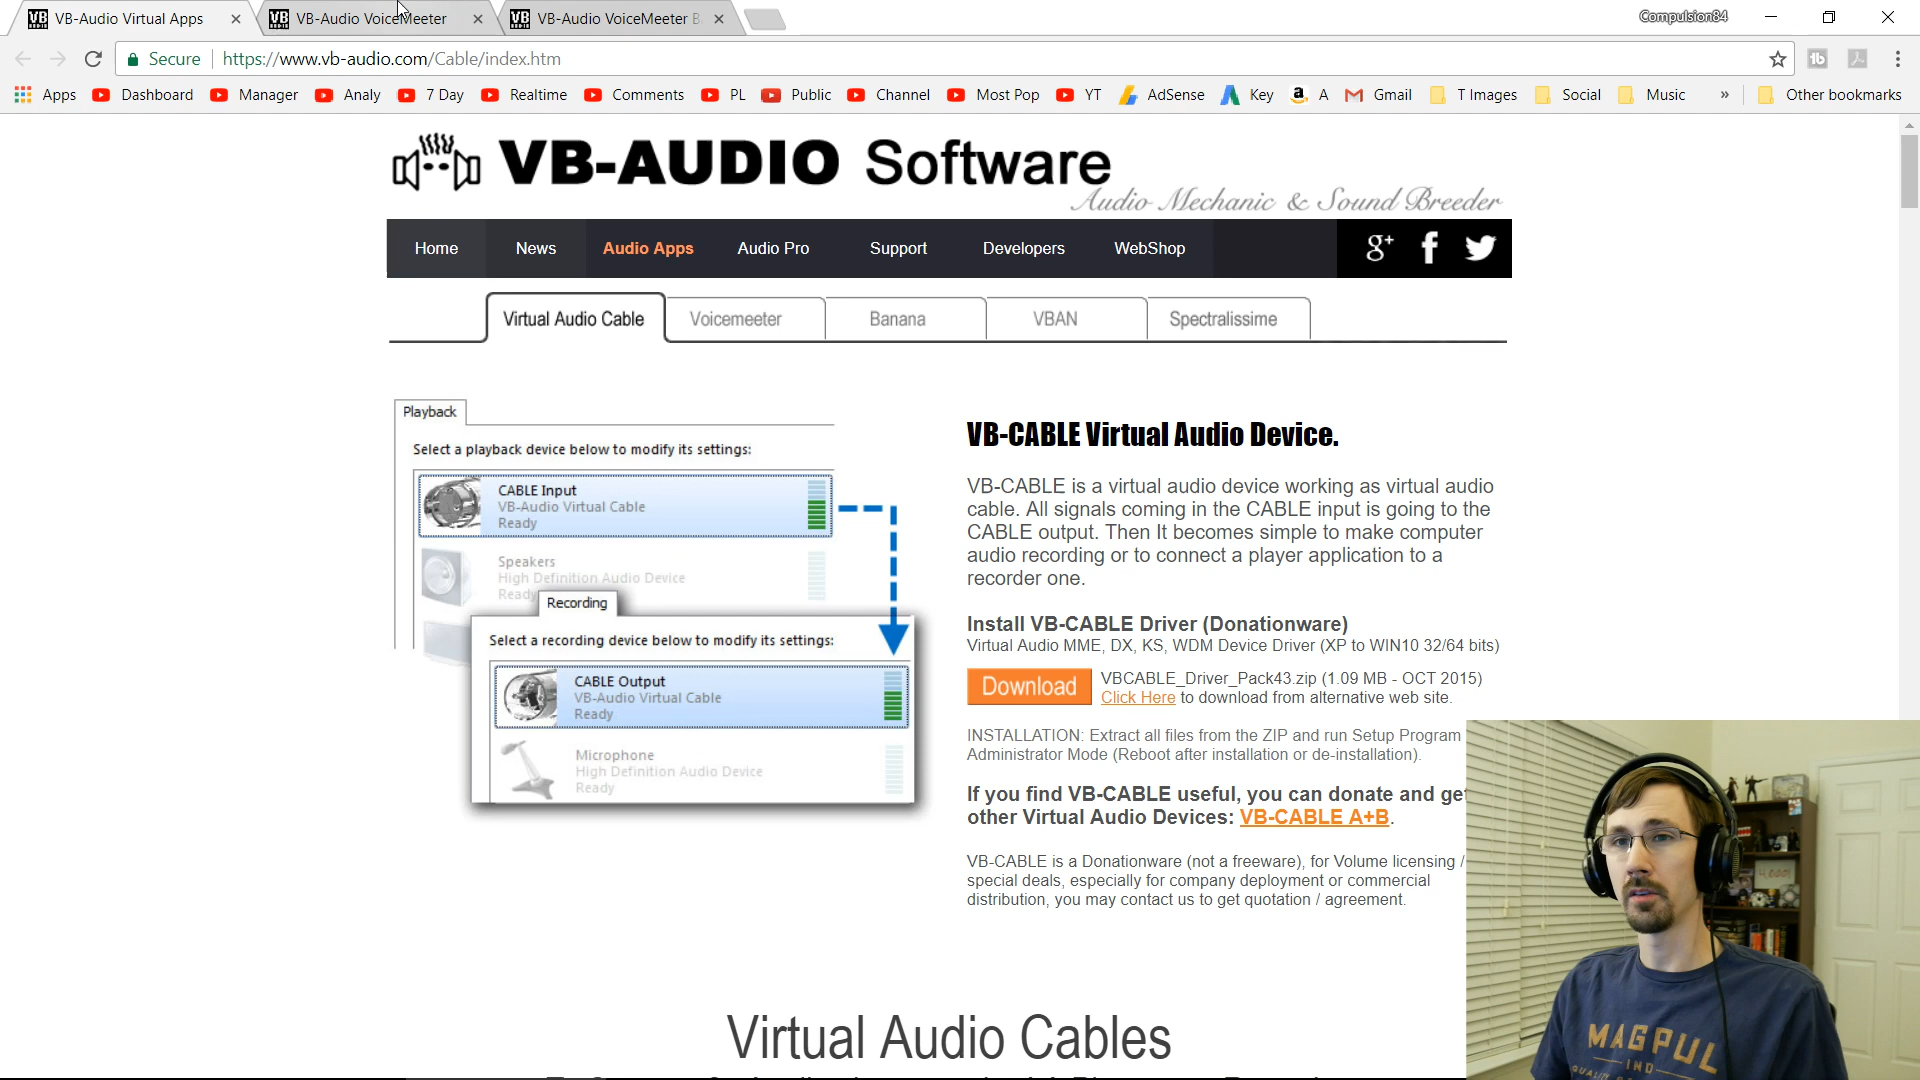 VB-Audio Virtual Apps
VB-Audio VoiceMeeter
VB-Audio VoiceMeeter B
Compulsion84
Secure
https://www.vb-audio.com/Cable/index.htm
Apps
Dashboard
Manager
Analy
7 Day
Realtime
Comments
PL
Public
Channel
Most Pop
YT
AdSense
Key
A
Gmail
T Images
Social
Music
»
Other bookmarks
VB-AUDIO Software
Audio Mechanic & Sound Breeder
Home
News
Audio Apps
Audio Pro
Support
Developers
WebShop
Virtual Audio Cable
Voicemeeter
Banana
VBAN
Spectralissime
Playback
Select a playback device below to modify its settings:
CABLE Input
VB-Audio Virtual Cable
Ready
Speakers
High Definition Audio Device
Ready
Recording
Select a recording device below to modify its settings:
CABLE Output
VB-Audio Virtual Cable
Ready
Microphone
High Definition Audio Device
Ready
VB-CABLE Virtual Audio Device.
VB-CABLE is a virtual audio device working as virtual audio
cable. All signals coming in the CABLE input is going to the
CABLE output. Then It becomes simple to make computer
audio recording or to connect a player application to a
recorder one.
Install VB-CABLE Driver (Donationware)
Virtual Audio MME, DX, KS, WDM Device Driver (XP to WIN10 32/64 bits)
Download
VBCABLE_Driver_Pack43.zip (1.09 MB - OCT 2015)
Click Here to download from alternative web site.
INSTALLATION: Extract all files from the ZIP and run Setup Program
Administrator Mode (Reboot after installation or de-installation).
If you find VB-CABLE useful, you can donate and get
other Virtual Audio Devices: VB-CABLE A+B.
VB-CABLE is a Donationware (not a freeware), for Volume licensing /
special deals, especially for company deployment or commercial
distribution, you may contact us to get quotation / agreement.
Virtual Audio Cables
MAGPUL
IND